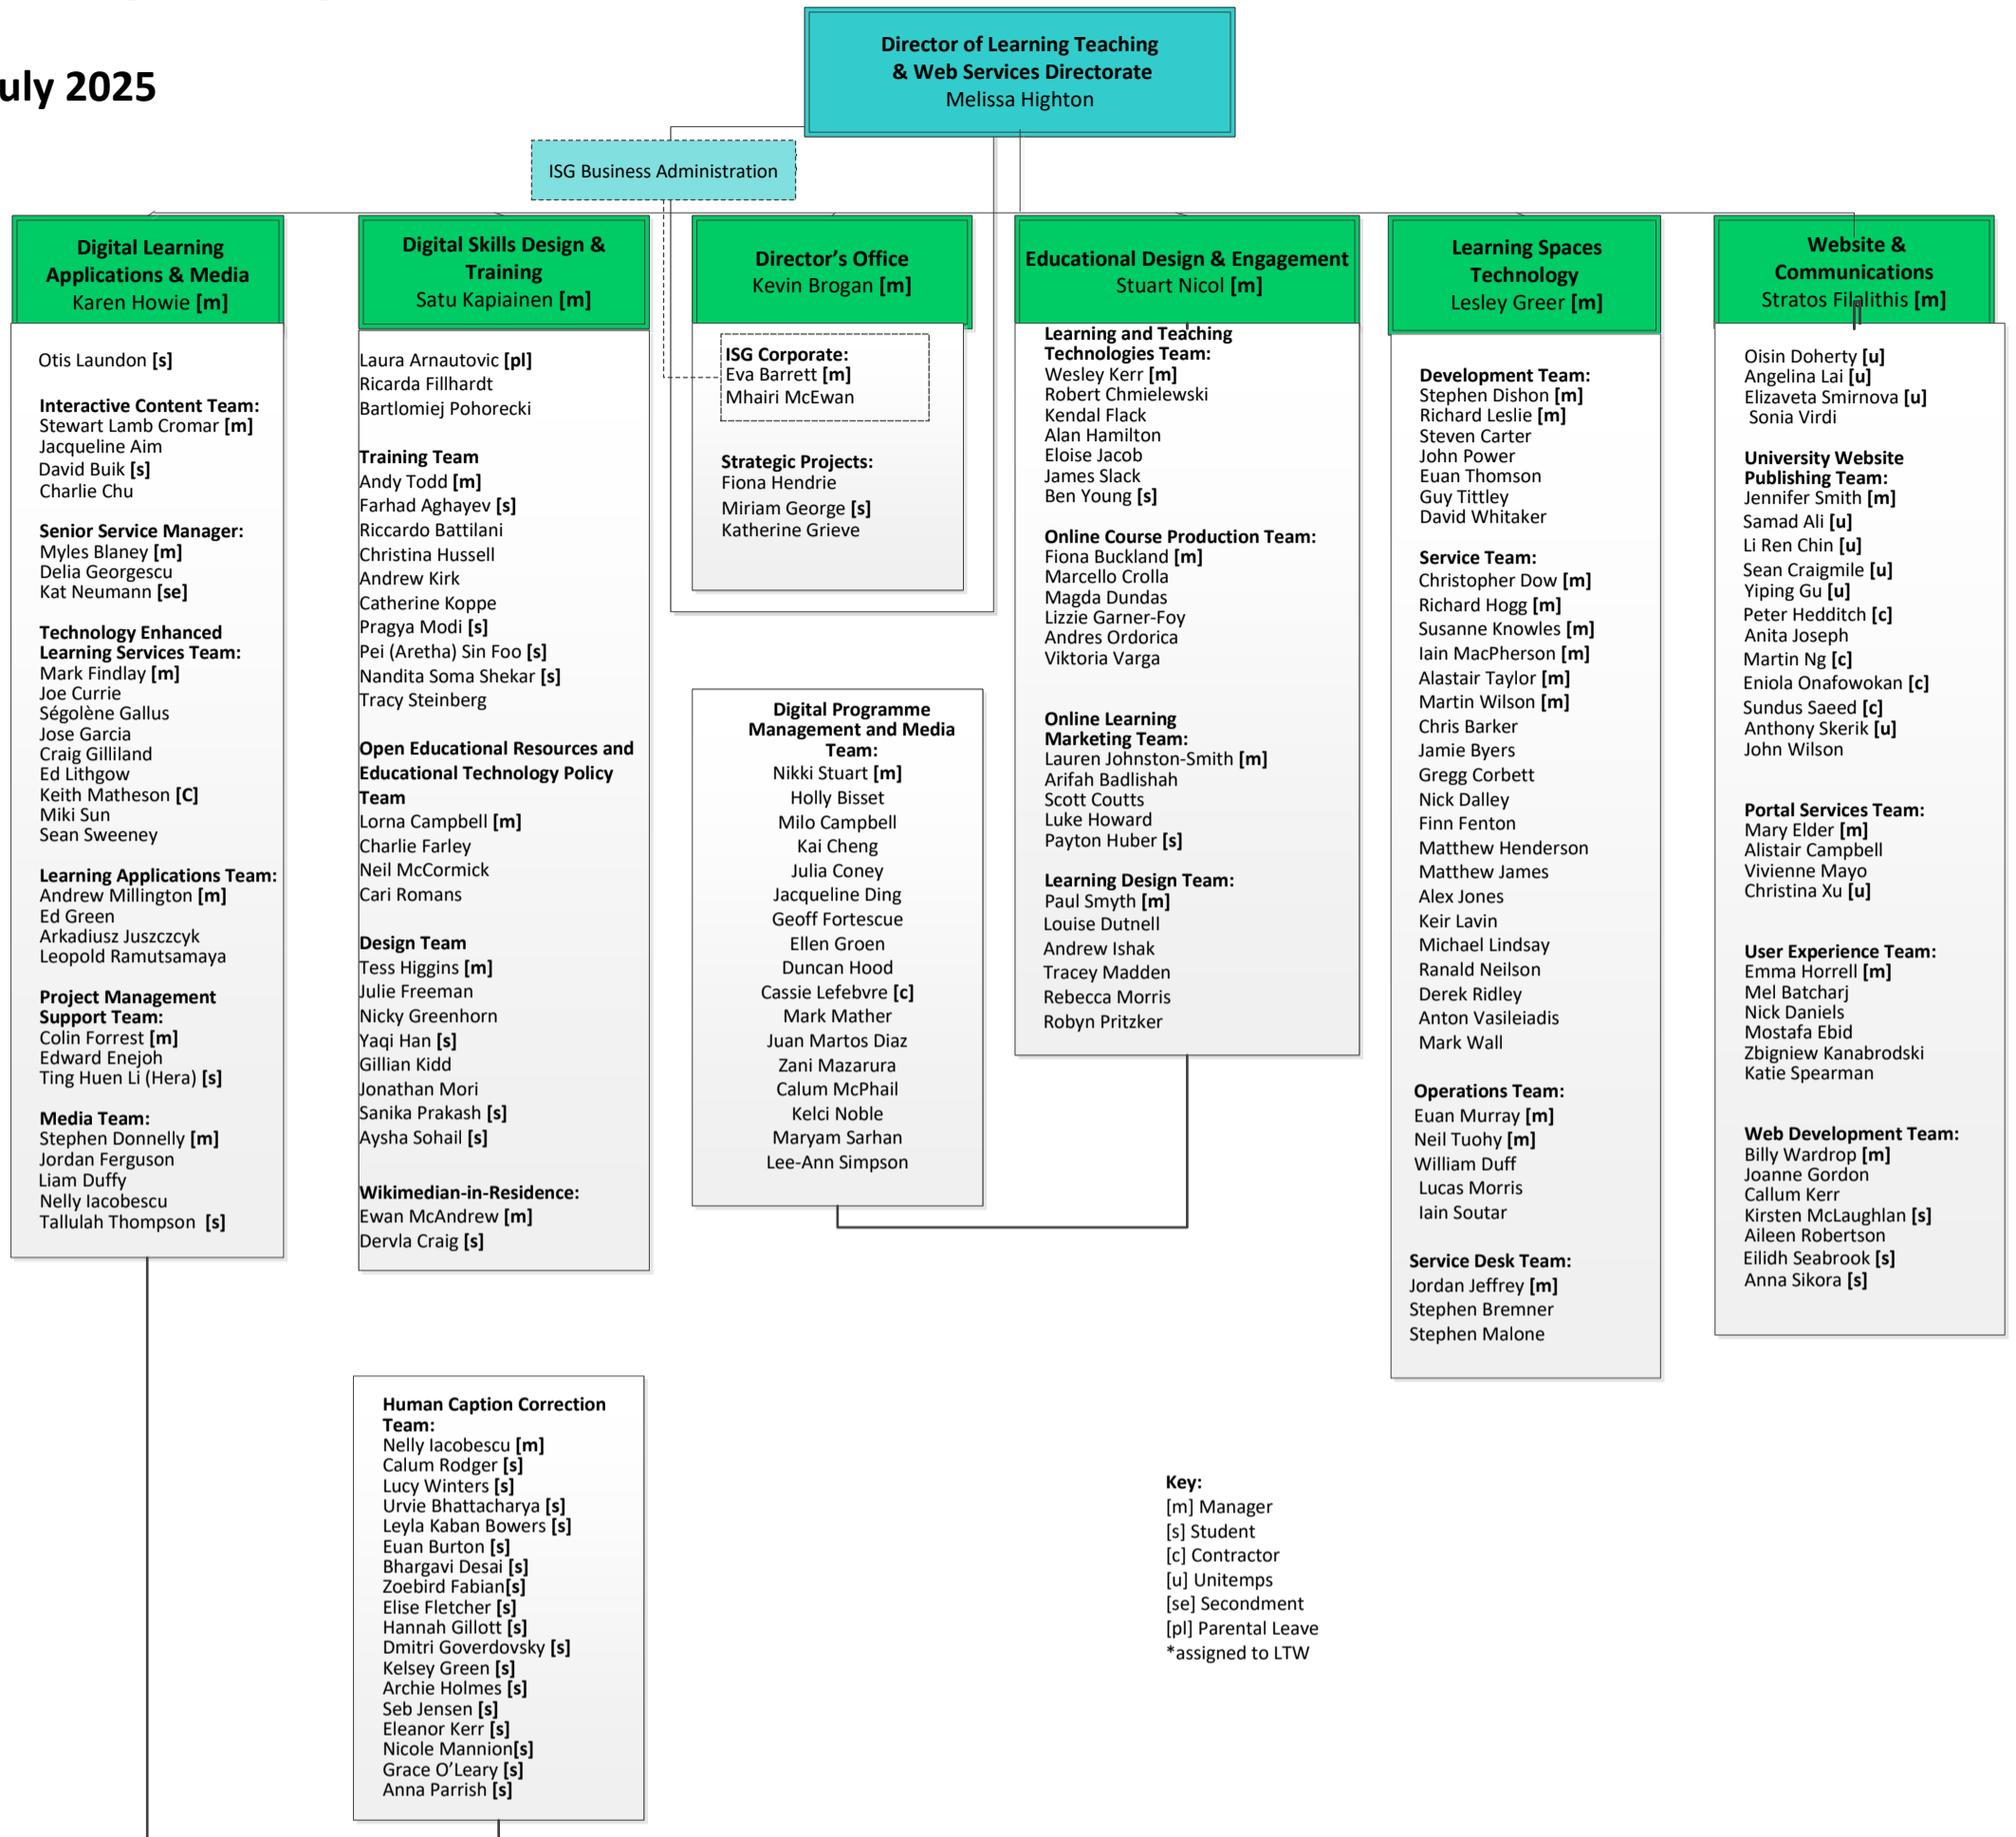 uly 2025
Director of Learning Teaching
& Web Services Directorate
Melissa Highton
ISG Business Administration
Digital Learning
Applications & Media
Karen Howie [m]
Otis Laundon [s]
Interactive Content Team:
Stewart Lamb Cromar [m]
Jacqueline Aim
David Buik [s]
Charlie Chu
Senior Service Manager:
Myles Blaney [m]
Delia Georgescu
Kat Neumann [se]
Technology Enhanced
Learning Services Team:
Mark Findlay [m]
Joe Currie
Ségolène Gallus
Jose Garcia
Craig Gilliland
Ed Lithgow
Keith Matheson [C]
Miki Sun
Sean Sweeney
Learning Applications Team:
Andrew Millington [m]
Ed Green
Arkadiusz Juszczcyk
Leopold Ramutsamaya
Project Management
Support Team:
Colin Forrest [m]
Edward Enejoh
Ting Huen Li (Hera) [s]
Media Team:
Stephen Donnelly [m]
Jordan Ferguson
Liam Duffy
Nelly Iacobescu
Tallulah Thompson [s]
Digital Skills Design &
Training
Satu Kapiainen [m]
Laura Arnautovic [pl]
Ricarda Fillhardt
Bartlomiej Pohorecki
Training Team
Andy Todd [m]
Farhad Aghayev [s]
Riccardo Battilani
Christina Hussell
Andrew Kirk
Catherine Koppe
Pragya Modi [s]
Pei (Aretha) Sin Foo [s]
Nandita Soma Shekar [s]
Tracy Steinberg
Open Educational Resources and
Educational Technology Policy
Team
Lorna Campbell [m]
Charlie Farley
Neil McCormick
Cari Romans
Design Team
Tess Higgins [m]
Julie Freeman
Nicky Greenhorn
Yaqi Han [s]
Gillian Kidd
Jonathan Mori
Sanika Prakash [s]
Aysha Sohail [s]
Wikimedian-in-Residence:
Ewan McAndrew [m]
Dervla Craig [s]
Human Caption Correction
Team:
Nelly Iacobescu [m]
Calum Rodger [s]
Lucy Winters [s]
Urvie Bhattacharya [s]
Leyla Kaban Bowers [s]
Euan Burton [s]
Bhargavi Desai [s]
Zoebird Fabian[s]
Elise Fletcher [s]
Hannah Gillott [s]
Dmitri Goverdovsky [s]
Kelsey Green [s]
Archie Holmes [s]
Seb Jensen [s]
Eleanor Kerr [s]
Nicole Mannion[s]
Grace O’Leary [s]
Anna Parrish [s]
Director’s Office
Kevin Brogan [m]
ISG Corporate:
Eva Barrett [m]
Mhairi McEwan
Strategic Projects:
Fiona Hendrie
Miriam George [s]
Katherine Grieve
Digital Programme
Management and Media
Team:
Nikki Stuart [m]
Holly Bisset
Milo Campbell
Kai Cheng
Julia Coney
Jacqueline Ding
Geoff Fortescue
Ellen Groen
Duncan Hood
Cassie Lefebvre [c]
Mark Mather
Juan Martos Diaz
Zani Mazarura
Calum McPhail
Kelci Noble
Maryam Sarhan
Lee-Ann Simpson
Educational Design & Engagement
Stuart Nicol [m]
Learning and Teaching
Technologies Team:
Wesley Kerr [m]
Robert Chmielewski
Kendal Flack
Alan Hamilton
Eloise Jacob
James Slack
Ben Young [s]
Online Course Production Team:
Fiona Buckland [m]
Marcello Crolla
Magda Dundas
Lizzie Garner-Foy
Andres Ordorica
Viktoria Varga
Online Learning
Marketing Team:
Lauren Johnston-Smith [m]
Arifah Badlishah
Scott Coutts
Luke Howard
Payton Huber [s]
Learning Design Team:
Paul Smyth [m]
Louise Dutnell
Andrew Ishak
Tracey Madden
Rebecca Morris
Robyn Pritzker
Learning Spaces
Technology
Lesley Greer [m]
Development Team:
Stephen Dishon [m]
Richard Leslie [m]
Steven Carter
John Power
Euan Thomson
Guy Tittley
David Whitaker
Service Team:
Christopher Dow [m]
Richard Hogg [m]
Susanne Knowles [m]
Iain MacPherson [m]
Alastair Taylor [m]
Martin Wilson [m]
Chris Barker
Jamie Byers
Gregg Corbett
Nick Dalley
Finn Fenton
Matthew Henderson
Matthew James
Alex Jones
Keir Lavin
Michael Lindsay
Ranald Neilson
Derek Ridley
Anton Vasileiadis
Mark Wall
Operations Team:
Euan Murray [m]
Neil Tuohy [m]
William Duff
Lucas Morris
Iain Soutar
Service Desk Team:
Jordan Jeffrey [m]
Stephen Bremner
Stephen Malone
Website &
Communications
Stratos Filalithis [m]
Oisin Doherty [u]
Angelina Lai [u]
Elizaveta Smirnova [u]
Sonia Virdi
University Website
Publishing Team:
Jennifer Smith [m]
Samad Ali [u]
Li Ren Chin [u]
Sean Craigmile [u]
Yiping Gu [u]
Peter Hedditch [c]
Anita Joseph
Martin Ng [c]
Eniola Onafowokan [c]
Sundus Saeed [c]
Anthony Skerik [u]
John Wilson
Portal Services Team:
Mary Elder [m]
Alistair Campbell
Vivienne Mayo
Christina Xu [u]
User Experience Team:
Emma Horrell [m]
Mel Batcharj
Nick Daniels
Mostafa Ebid
Zbigniew Kanabrodski
Katie Spearman
Web Development Team:
Billy Wardrop [m]
Joanne Gordon
Callum Kerr
Kirsten McLaughlan [s]
Aileen Robertson
Eilidh Seabrook [s]
Anna Sikora [s]
Key:
[m] Manager
[s] Student
[c] Contractor
[u] Unitemps
[se] Secondment
[pl] Parental Leave
*assigned to LTW